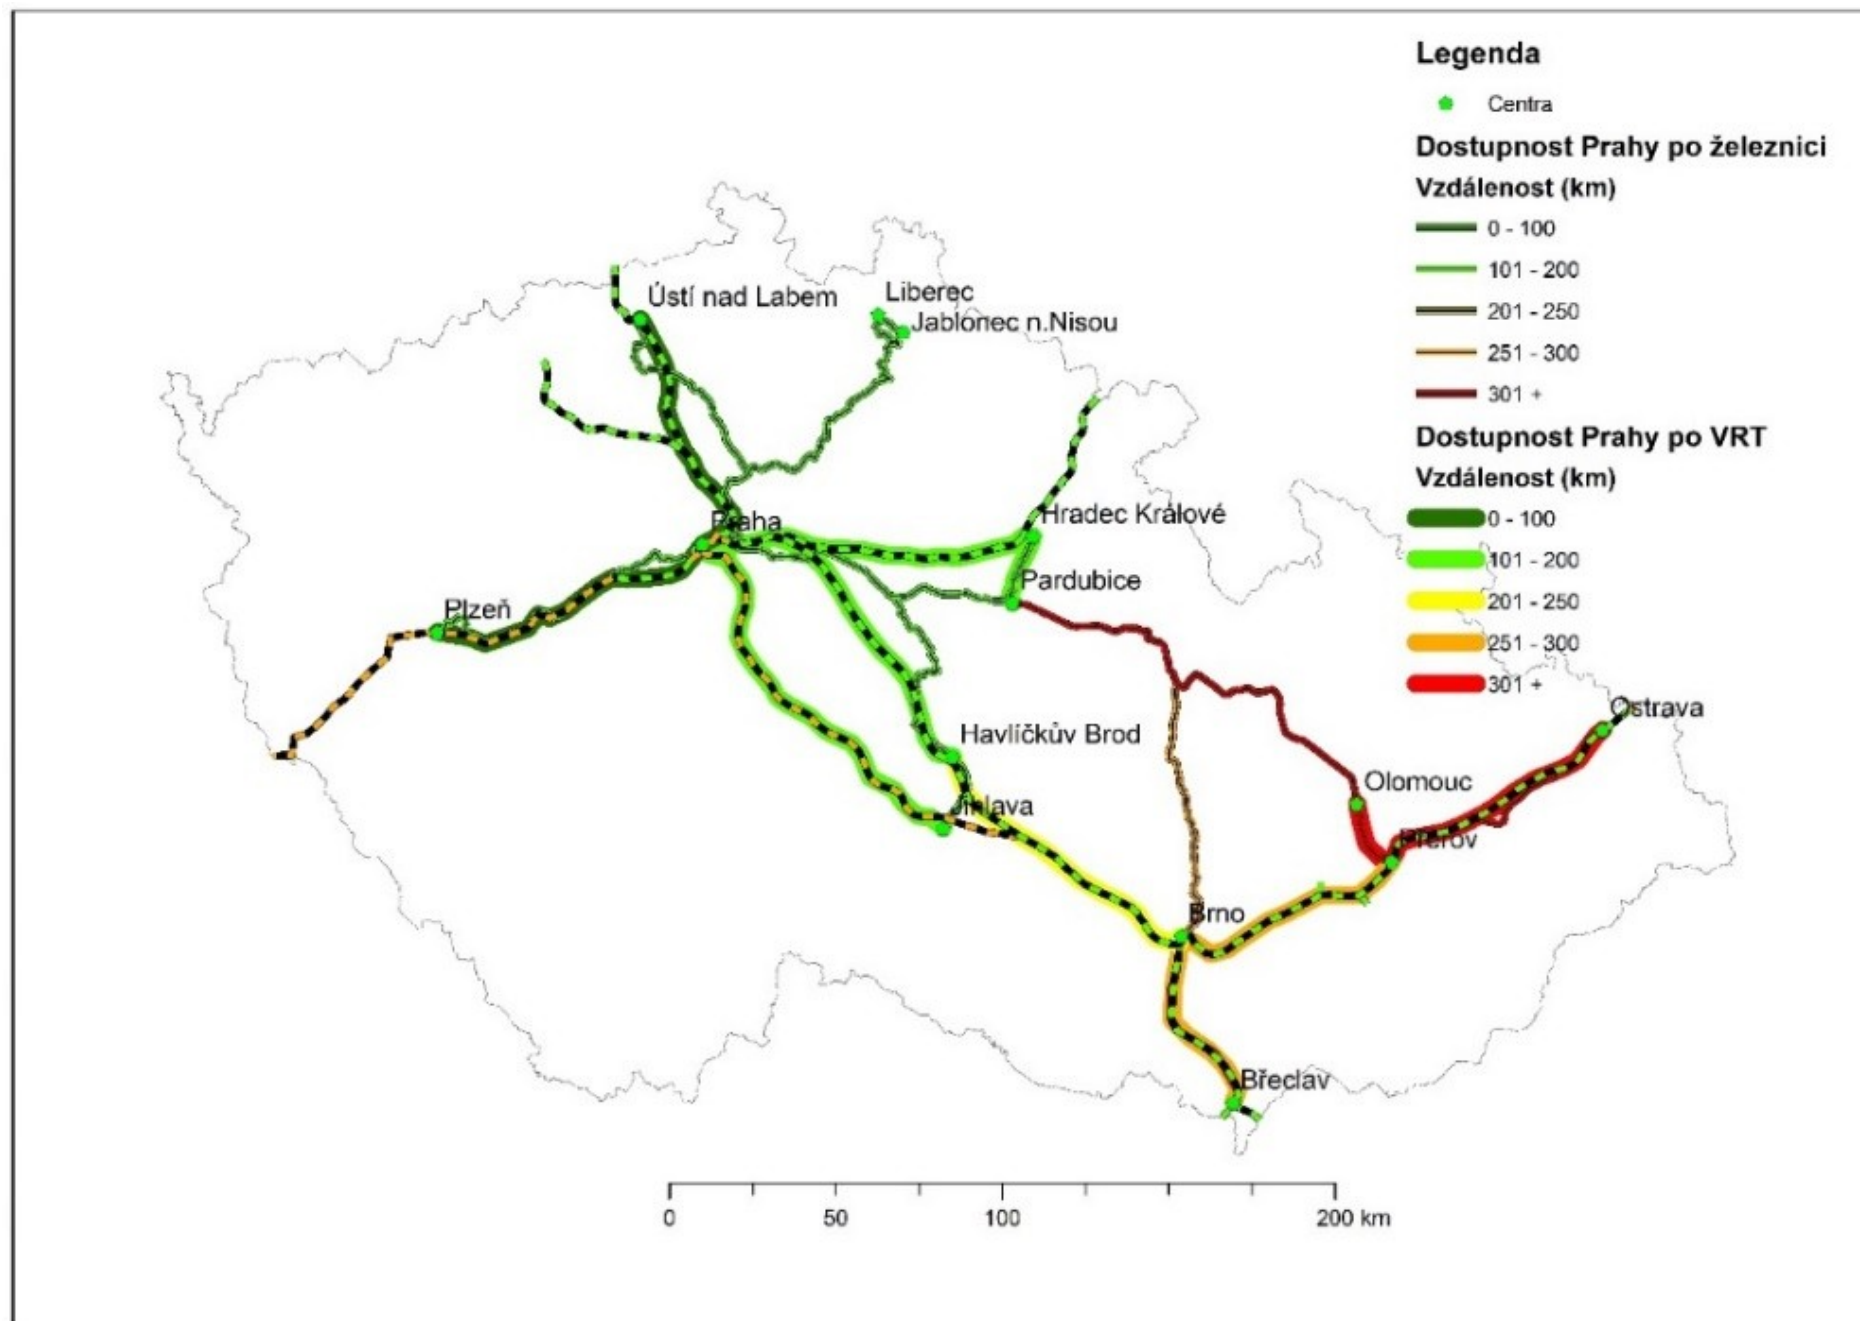 Legenda
Centra
Dostupnost Prahy po železnici
Vzdálenost (km)
0 - 100
101 - 200
201 - 250
251 - 300
301 +
Dostupnost Prahy po VRT
Vzdálenost (km)
0 - 100
101 - 200
201 - 250
251 - 300
301 +
Ústí nad Labem
Liberec
Jablonec n.Nisou
Praha
Hradec Králové
Pardubice
Plzeň
Ostrava
Havlíčkův Brod
Olomouc
Jihlava
Přerov
Brno
Břeclav
0 50 100 200 km